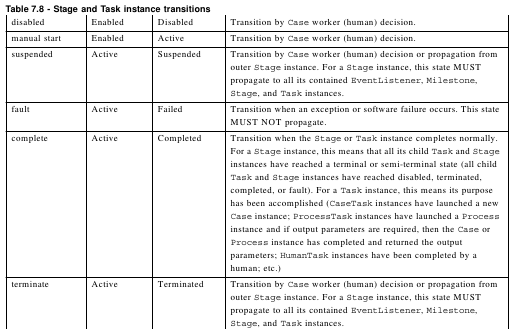 Table 7.8 - Stage and Task instance transitions
disabled Enabled Disabled Transition by Case worker (human) decision.
manual start Enabled Active Transition by Case worker (human) decision.
suspended Active Suspended Transition by Case worker (human) decision or propagation from
outer Stage instance. For a Stage instance, this state MUST
propagate to all its contained EventListener, Milestone,
Stage, and Task instances.
fault Active Failed Transition when an exception or software failure occurs. This state
MUST NOT propagate.
complete Active Completed Transition when the Stage or Task instance completes normally.
For a Stage instance, this means that all its child Task and Stage
instances have reached a terminal or semi-terminal state (all child
Task and Stage instances have reached disabled, terminated,
completed, or fault). For a Task instance, this means its purpose
has been accomplished (CaseTask instances have launched a new
Case instance; ProcessTask instances have launched a Process
instance and if output parameters are required, then the Case or
Process instance has completed and returned the output
parameters; HumanTask instances have been completed by a
human; etc.)
terminate Active Terminated Transition by Case worker (human) decision or propagation from
outer Stage instance. For a Stage instance, this state MUST
propagate to all its contained EventListener, Milestone,
Stage, and Task instances.